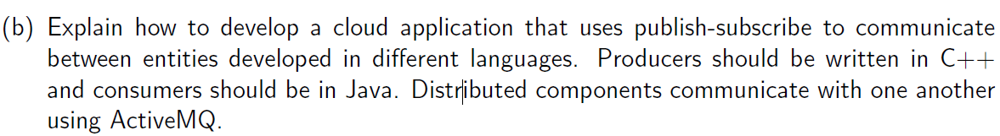 (b) Explain how to develop a cloud application that uses publish-subscribe to communicate
between entities developed in different languages. Producers should be written in C++
and consumers should be in Java. Distributed components communicate with one another
using ActiveMQ.